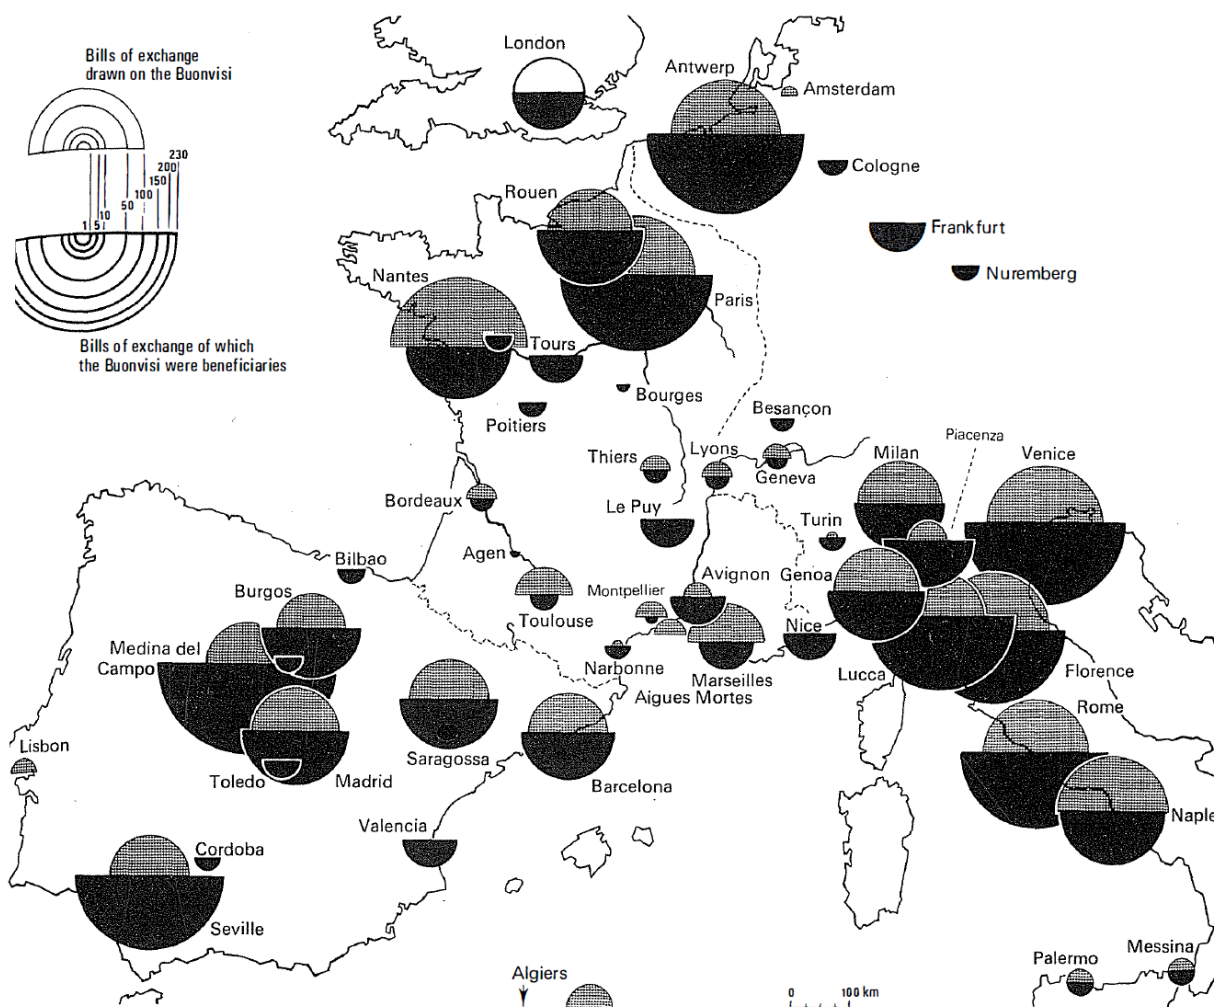 Bills of exchange
drawn on the Buonvisi
230
200
150
100
50
10
5
1
Bills of exchange of which
the Buonvisi were beneficiaries
London
Antwerp
Amsterdam
Cologne
Rouen
Frankfurt
Nuremberg
Nantes
Paris
Tours
Bourges
Poitiers
Besançon
Piacenza
Thiers
Lyons
Geneva
Milan
Venice
Bordeaux
Le Puy
Turin
Agen
Bilbao
Avignon
Genoa
Burgos
Montpellier
Toulouse
Nice
Medina del
Campo
Narbonne
Marseilles
Lucca
Florence
Aigues Mortes
Rome
Lisbon
Saragossa
Toledo
Madrid
Barcelona
Naple
Valencia
Cordoba
Seville
Palermo
Messina
Algiers
0 100 km